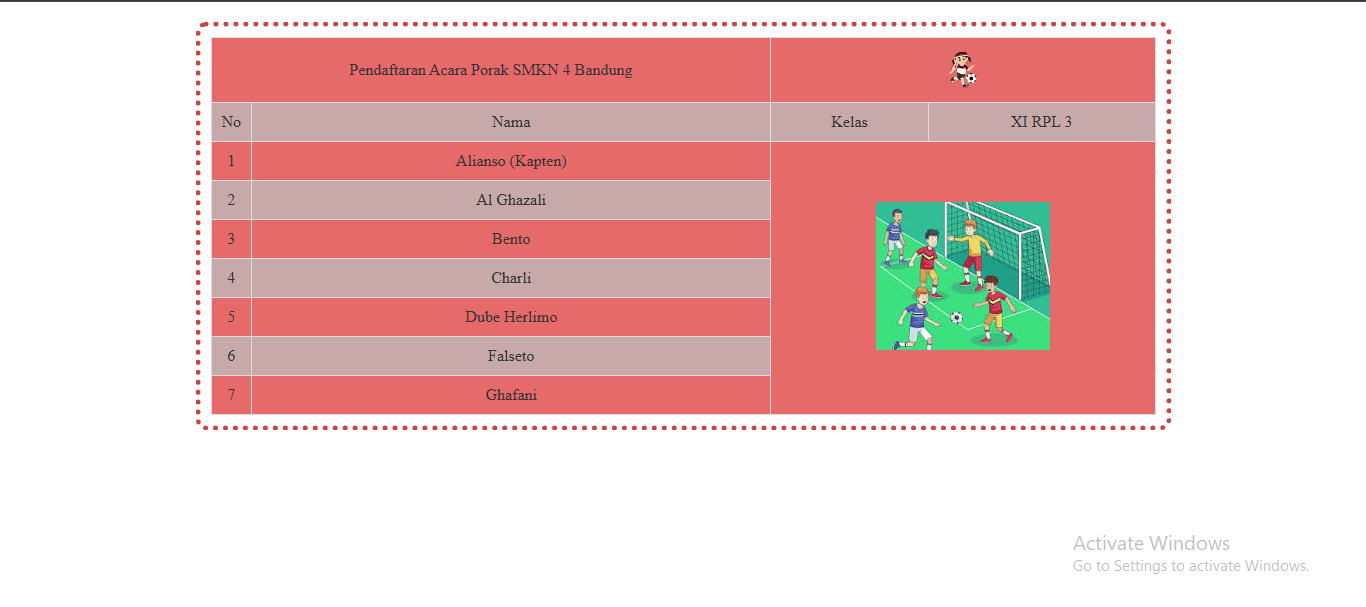 Pendaftaran Acara Porak SMKN 4 Bandung
No Nama Kelas XI RPL 3
1 Alianso (Kapten)
2 Al Ghazali
3 Bento
4 Charli
5 Dube Herlimo
6 Falseto
7 Ghafani
Activate Windows
Go to Settings to activate Windows.